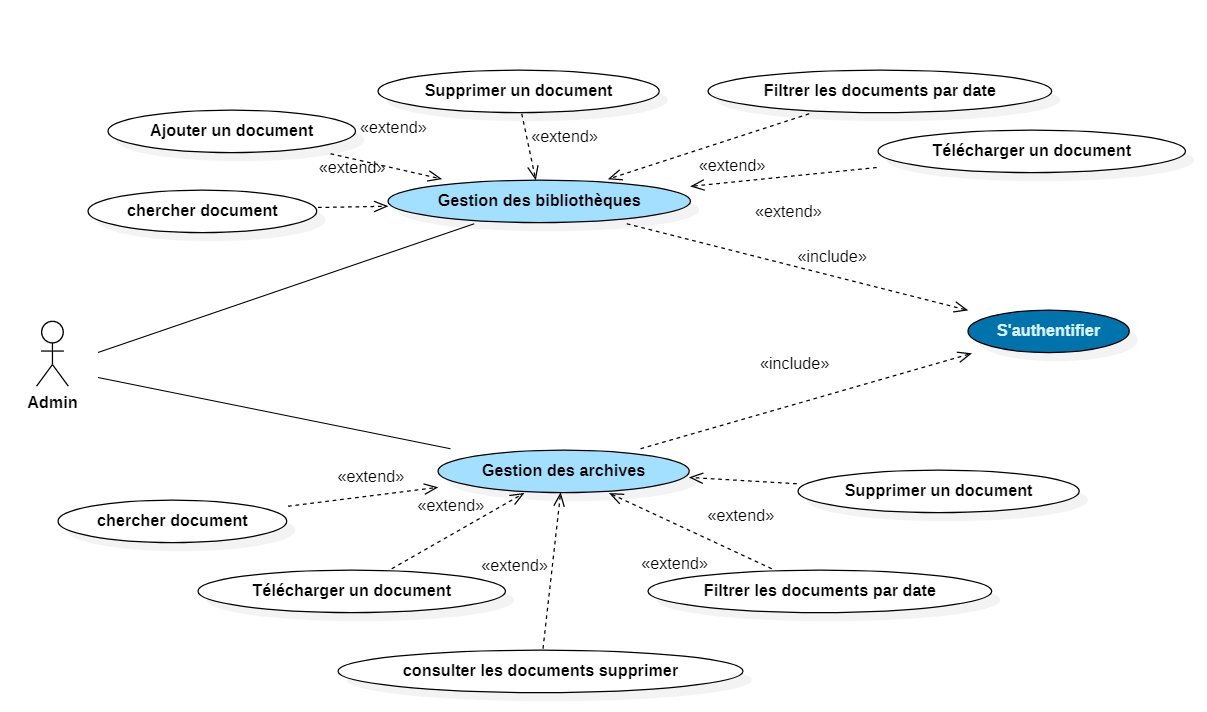 Supprimer un document
Filtrer les documents par date
Ajouter un document
«extend»
«extend»
Télécharger un document
«extend»
«extend»
chercher document
Gestion des bibliothèques
«extend»
«include»
S'authentifier
«include»
Admin
Gestion des archives
«extend»
Supprimer un document
«extend»
«extend»
chercher document
«extend»
«extend»
Télécharger un document
Filtrer les documents par date
consulter les documents supprimer